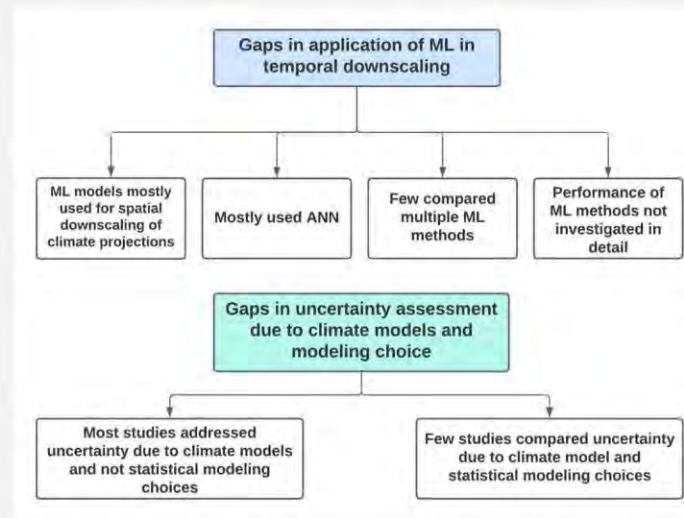 Gaps in application of ML in
temporal downscaling
ML models mostly
used for spatial
downscaling of
climate projections
Mostly used ANN
Few compared
multiple ML
methods
Performance of
ML methods not
investigated in
detail
Gaps in uncertainty assessment
due to climate models and
modeling choice
Most studies addressed
uncertainty due to climate models
and not statistical modeling
choices
Few studies compared uncertainty
due to climate model and
statistical modeling choices